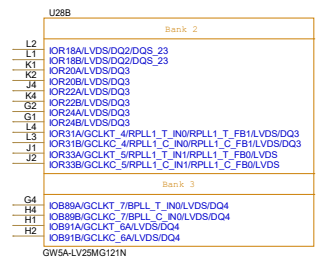 U28B
Bank 2
L2 IOR18A/LVDS/DQ2/DQS_23
L1 IOR18B/LVDS/DQ2/DQS_23
K1 IOR20A/LVDS/DQ3
K2 IOR20B/LVDS/DQ3
J4 IOR22A/LVDS/DQ3
K4 IOR22B/LVDS/DQ3
G2 IOR24A/LVDS/DQ3
G1 IOR24B/LVDS/DQ3
L4 IOR31A/GCLKT_4/RPLL1_T_IN0/RPLL1_T_FB1/LVDS/DQ3
L3 IOR31B/GCLKC_4/RPLL1_C_IN0/RPLL1_C_FB1/LVDS/DQ3
J1 IOR33A/GCLKT_5/RPLL1_T_IN1/RPLL1_T_FB0/LVDS
J2 IOR33B/GCLKC_5/RPLL1_C_IN1/RPLL1_C_FB0/LVDS
Bank 3
G4 IOB89A/GCLKT_7/BPLL_T_IN0/LVDS/DQ4
H4 IOB89B/GCLKC_7/BPLL_C_IN0/LVDS/DQ4
H1 IOB91A/GCLKT_6A/LVDS/DQ4
H2 IOB91B/GCLKC_6A/LVDS/DQ4
GW5A-LV25MG121N